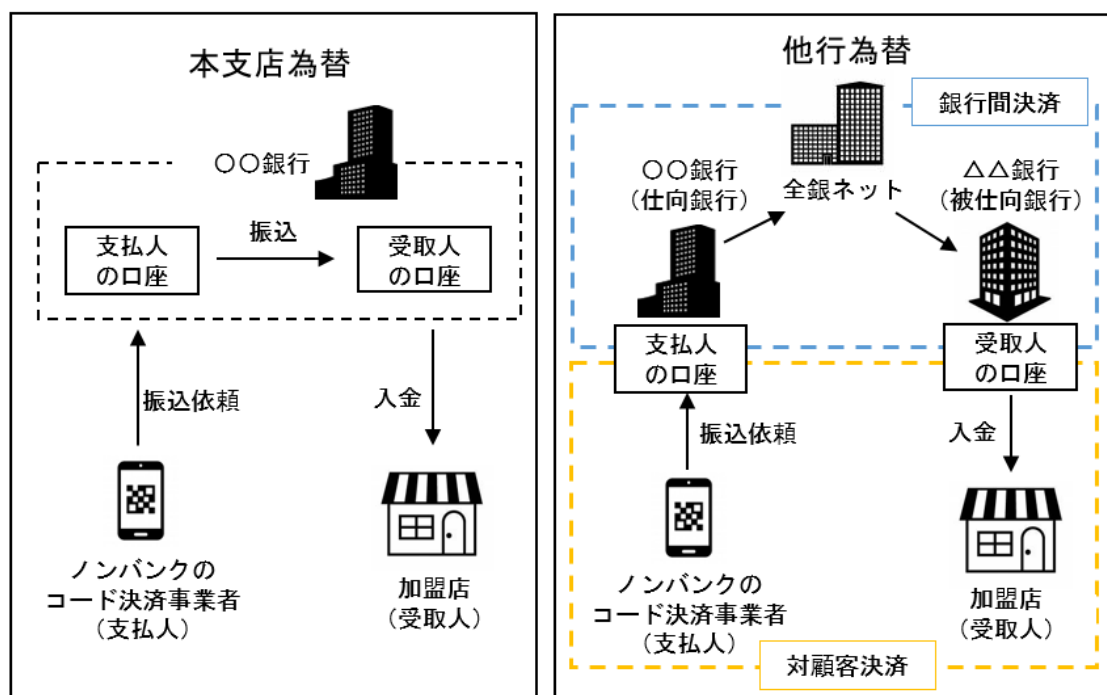 本支店為替
〇〇銀行
支払人
の口座
振込
受取人
の口座
振込依頼
入金
ノンバンクの
コード決済事業者
（支払人）
加盟店
（受取人）
他行為替
銀行間決済
〇〇銀行
（仕向銀行）
全銀ネット
△△銀行
（被仕向銀行）
支払人
の口座
受取人
の口座
振込依頼
入金
ノンバンクの
コード決済事業者
（支払人）
加盟店
（受取人）
対顧客決済